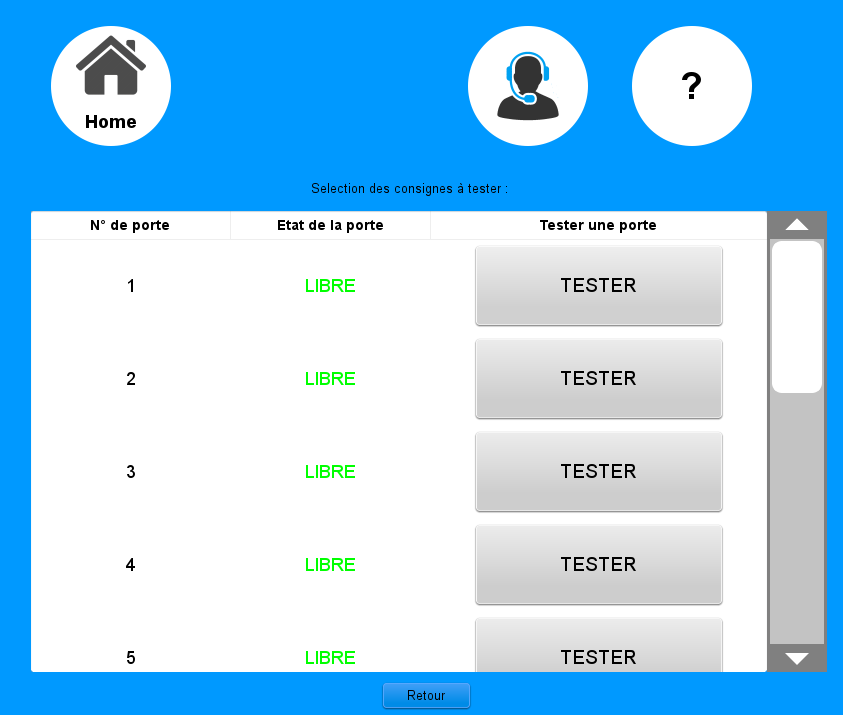 Home
?
Selection des consignes à tester :
N° de porte Etat de la porte Tester une porte
1 LIBRE TESTER
2 LIBRE TESTER
3 LIBRE TESTER
4 LIBRE TESTER
5 LIBRE TESTER
Retour